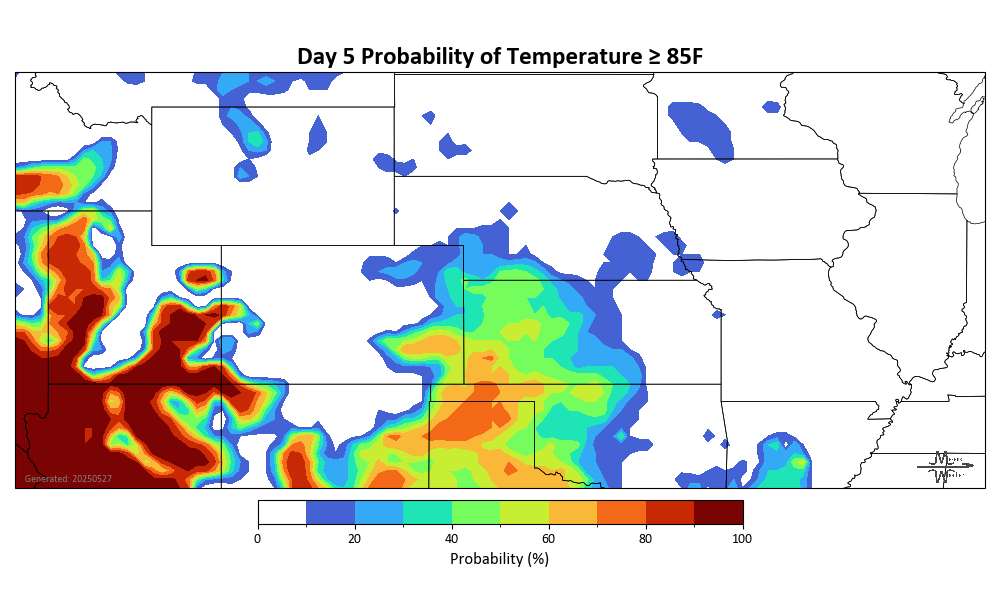 Day 5 Probability of Temperature ≥ 85F
Generated: 20250527
0 20 40 60 80 100
Probability (%)